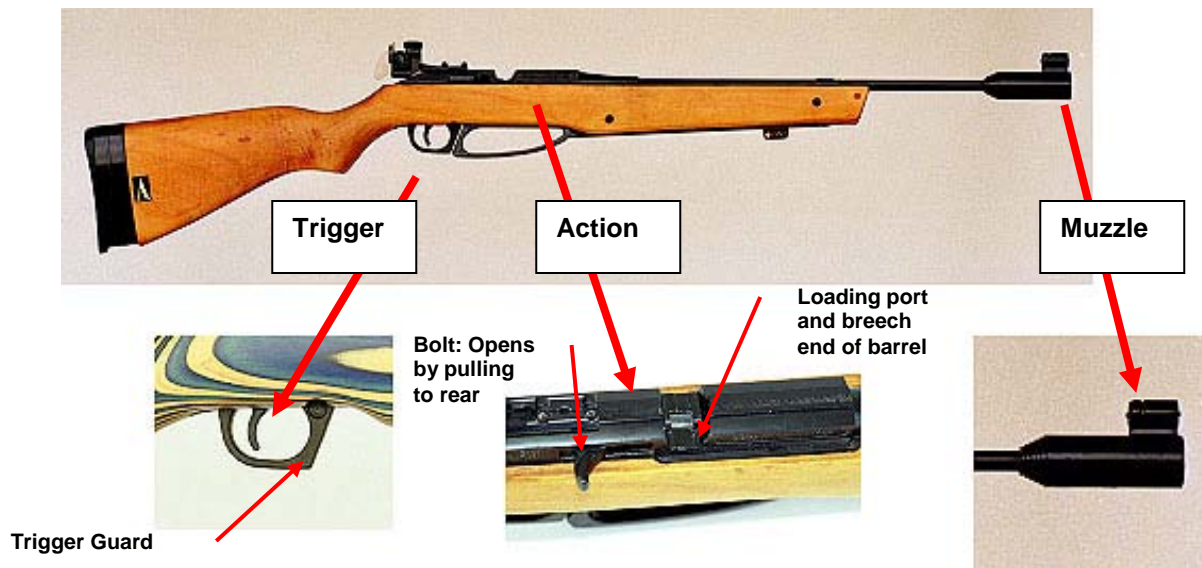 Trigger
Action
Muzzle
Bolt: Opens
by pulling
to rear
Loading port
and breech
end of barrel
Trigger Guard